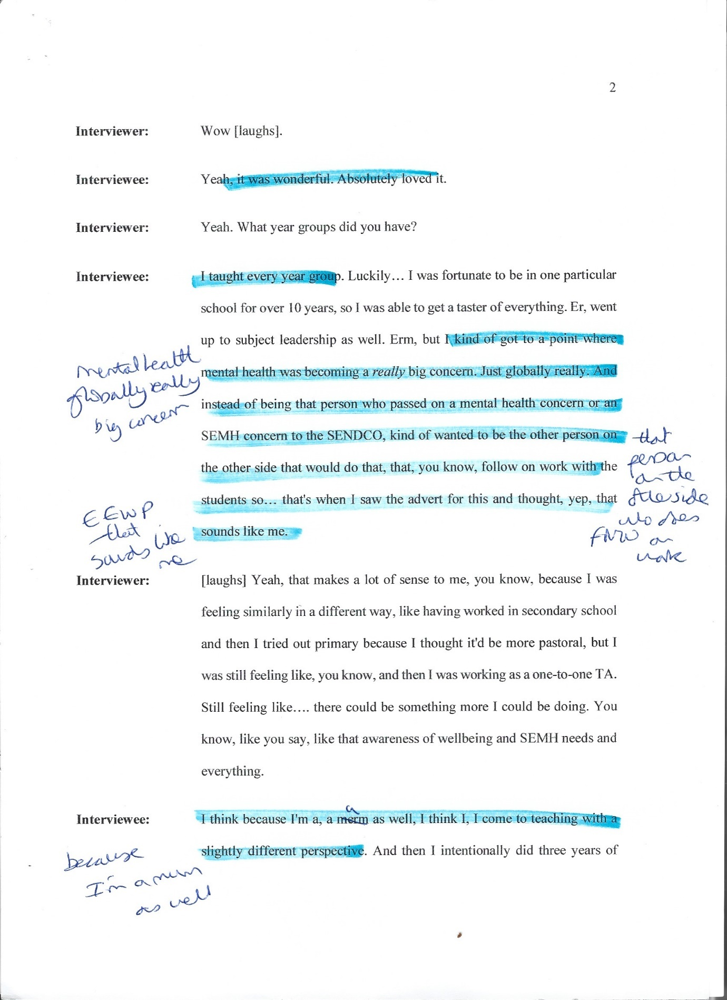 2
Interviewer: Wow [laughs].
Interviewee: Yeah, it was wonderful. Absolutely loved it.
Interviewer: Yeah. What year groups did you have?
Interviewee: I taught every year group. Luckily… I was fortunate to be in one particular
school for over 10 years, so I was able to get a taster of everything. Er, went
up to subject leadership as well. Erm, but I kind of got to a point where
mental health was becoming a really big concern. Just globally really. And
instead of being that person who passed on a mental health concern or an
SEMH concern to the SENDCO, kind of wanted to be the other person on
the other side that would do that, that, you know, follow on work with the
students so… that's when I saw the advert for this and thought, yep, that
sounds like me.
mental health
globally really
big concern
that
person
on the
other side
who does
on
work
EEWP
that
sounds like
me
Interviewer: [laughs] Yeah, that makes a lot of sense to me, you know, because I was
feeling similarly in a different way, like having worked in secondary school
and then I tried out primary because I thought it'd be more pastoral, but I
was still feeling like, you know, and then I was working as a one-to-one TA.
Still feeling like…. there could be something more I could be doing. You
know, like you say, like that awareness of wellbeing and SEMH needs and
everything.
a
Interviewee: I think because I'm a, a merm as well, I think I, I come to teaching with a
slightly different perspective. And then I intentionally did three years of
because
I'm a mum
as well